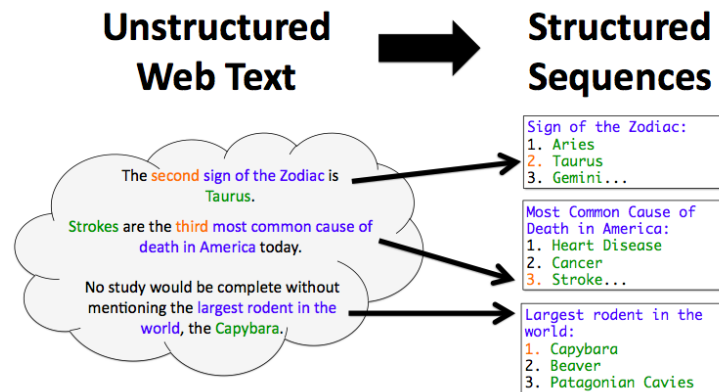 Unstructured
Web Text
Structured
Sequences
The second sign of the Zodiac is
Taurus.
Strokes are the third most common cause of
death in America today.
No study would be complete without
mentioning the largest rodent in the
world, the Capybara.
Sign of the Zodiac:
1. Aries
2. Taurus
3. Gemini...
Most Common Cause of
Death in America:
1. Heart Disease
2. Cancer
3. Stroke...
Largest rodent in the
world:
1. Capybara
2. Beaver
3. Patagonian Cavies